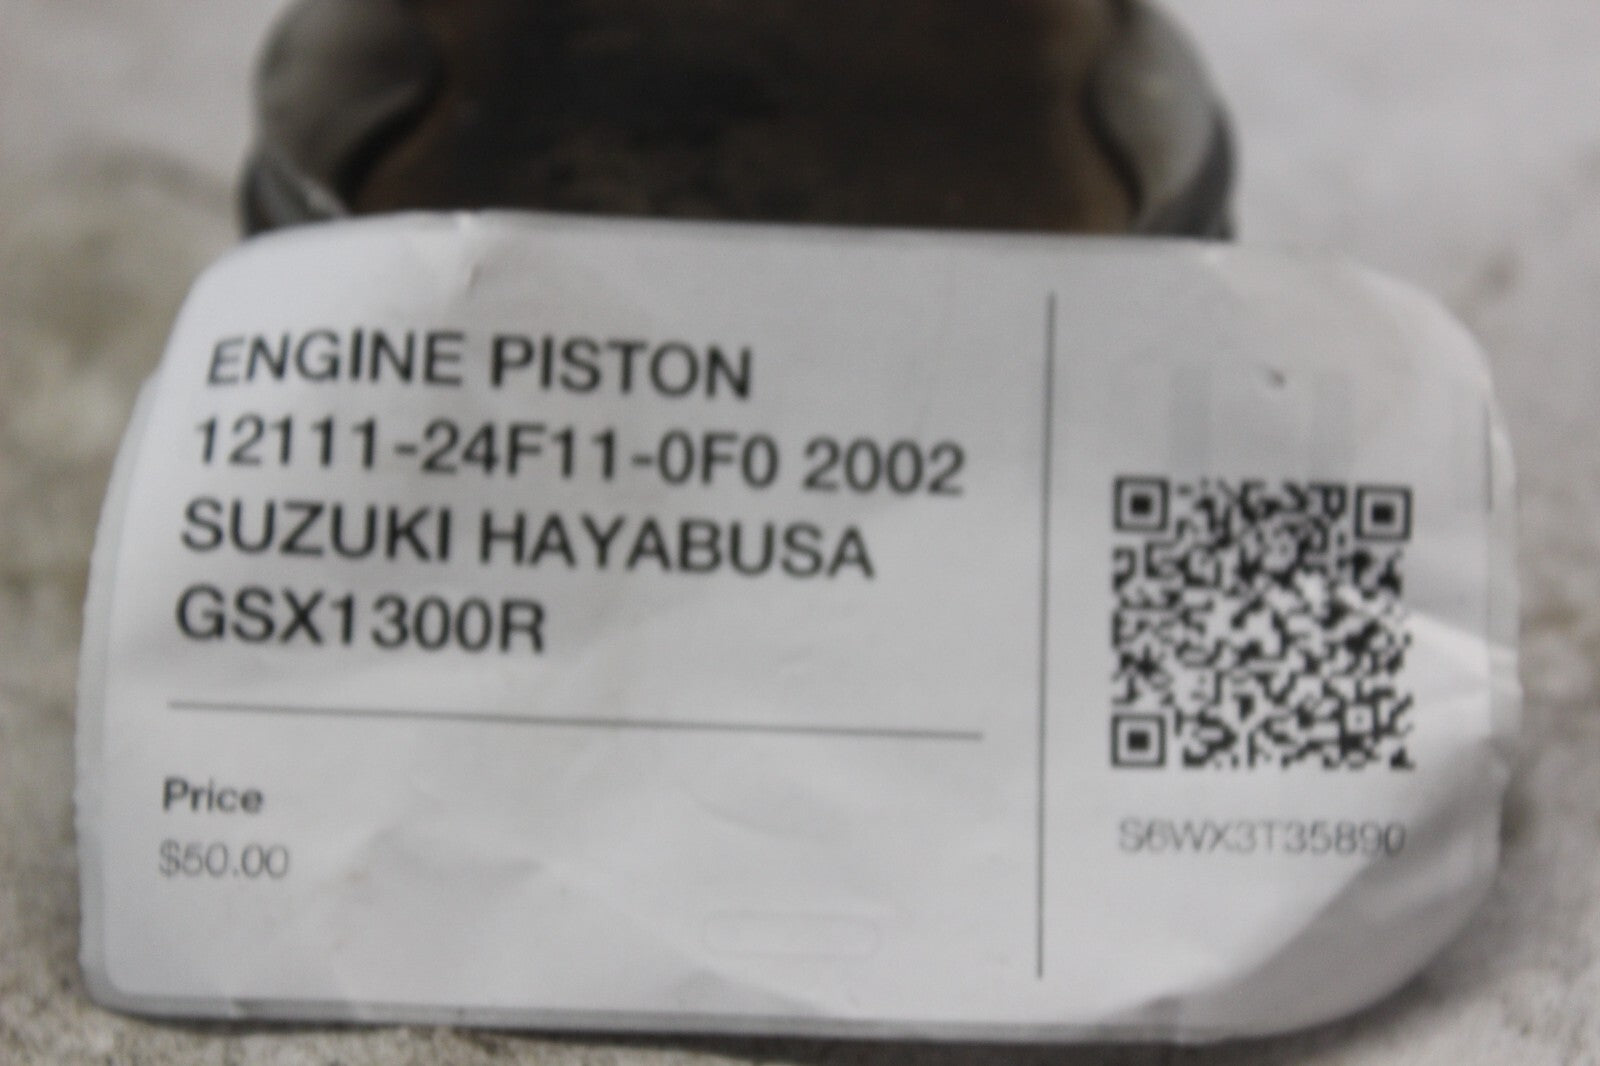 ENGINE PISTON
12111-24F11-0F0 2002
SUZUKI HAYABUSA
GSX1300R
Price
$50.00
S6WX3T35890